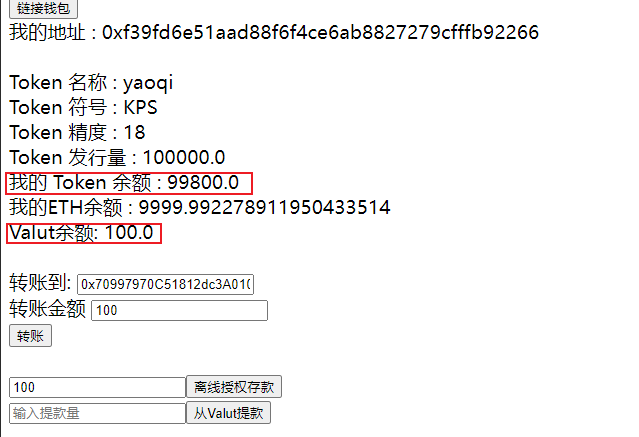 链接钱包
我的地址 : 0xf39fd6e51aad88f6f4ce6ab8827279cfffb92266
Token 名称 : yaoqi
Token 符号 : KPS
Token 精度 : 18
Token 发行量 : 100000.0
我的 Token 余额 : 99800.0
我的ETH余额 : 9999.992278911950433514
Valut余额: 100.0
转账到: 0x70997970C51812dc3A010
转账金额 100
转账
100 离线授权存款
输入提款量 从Valut提款